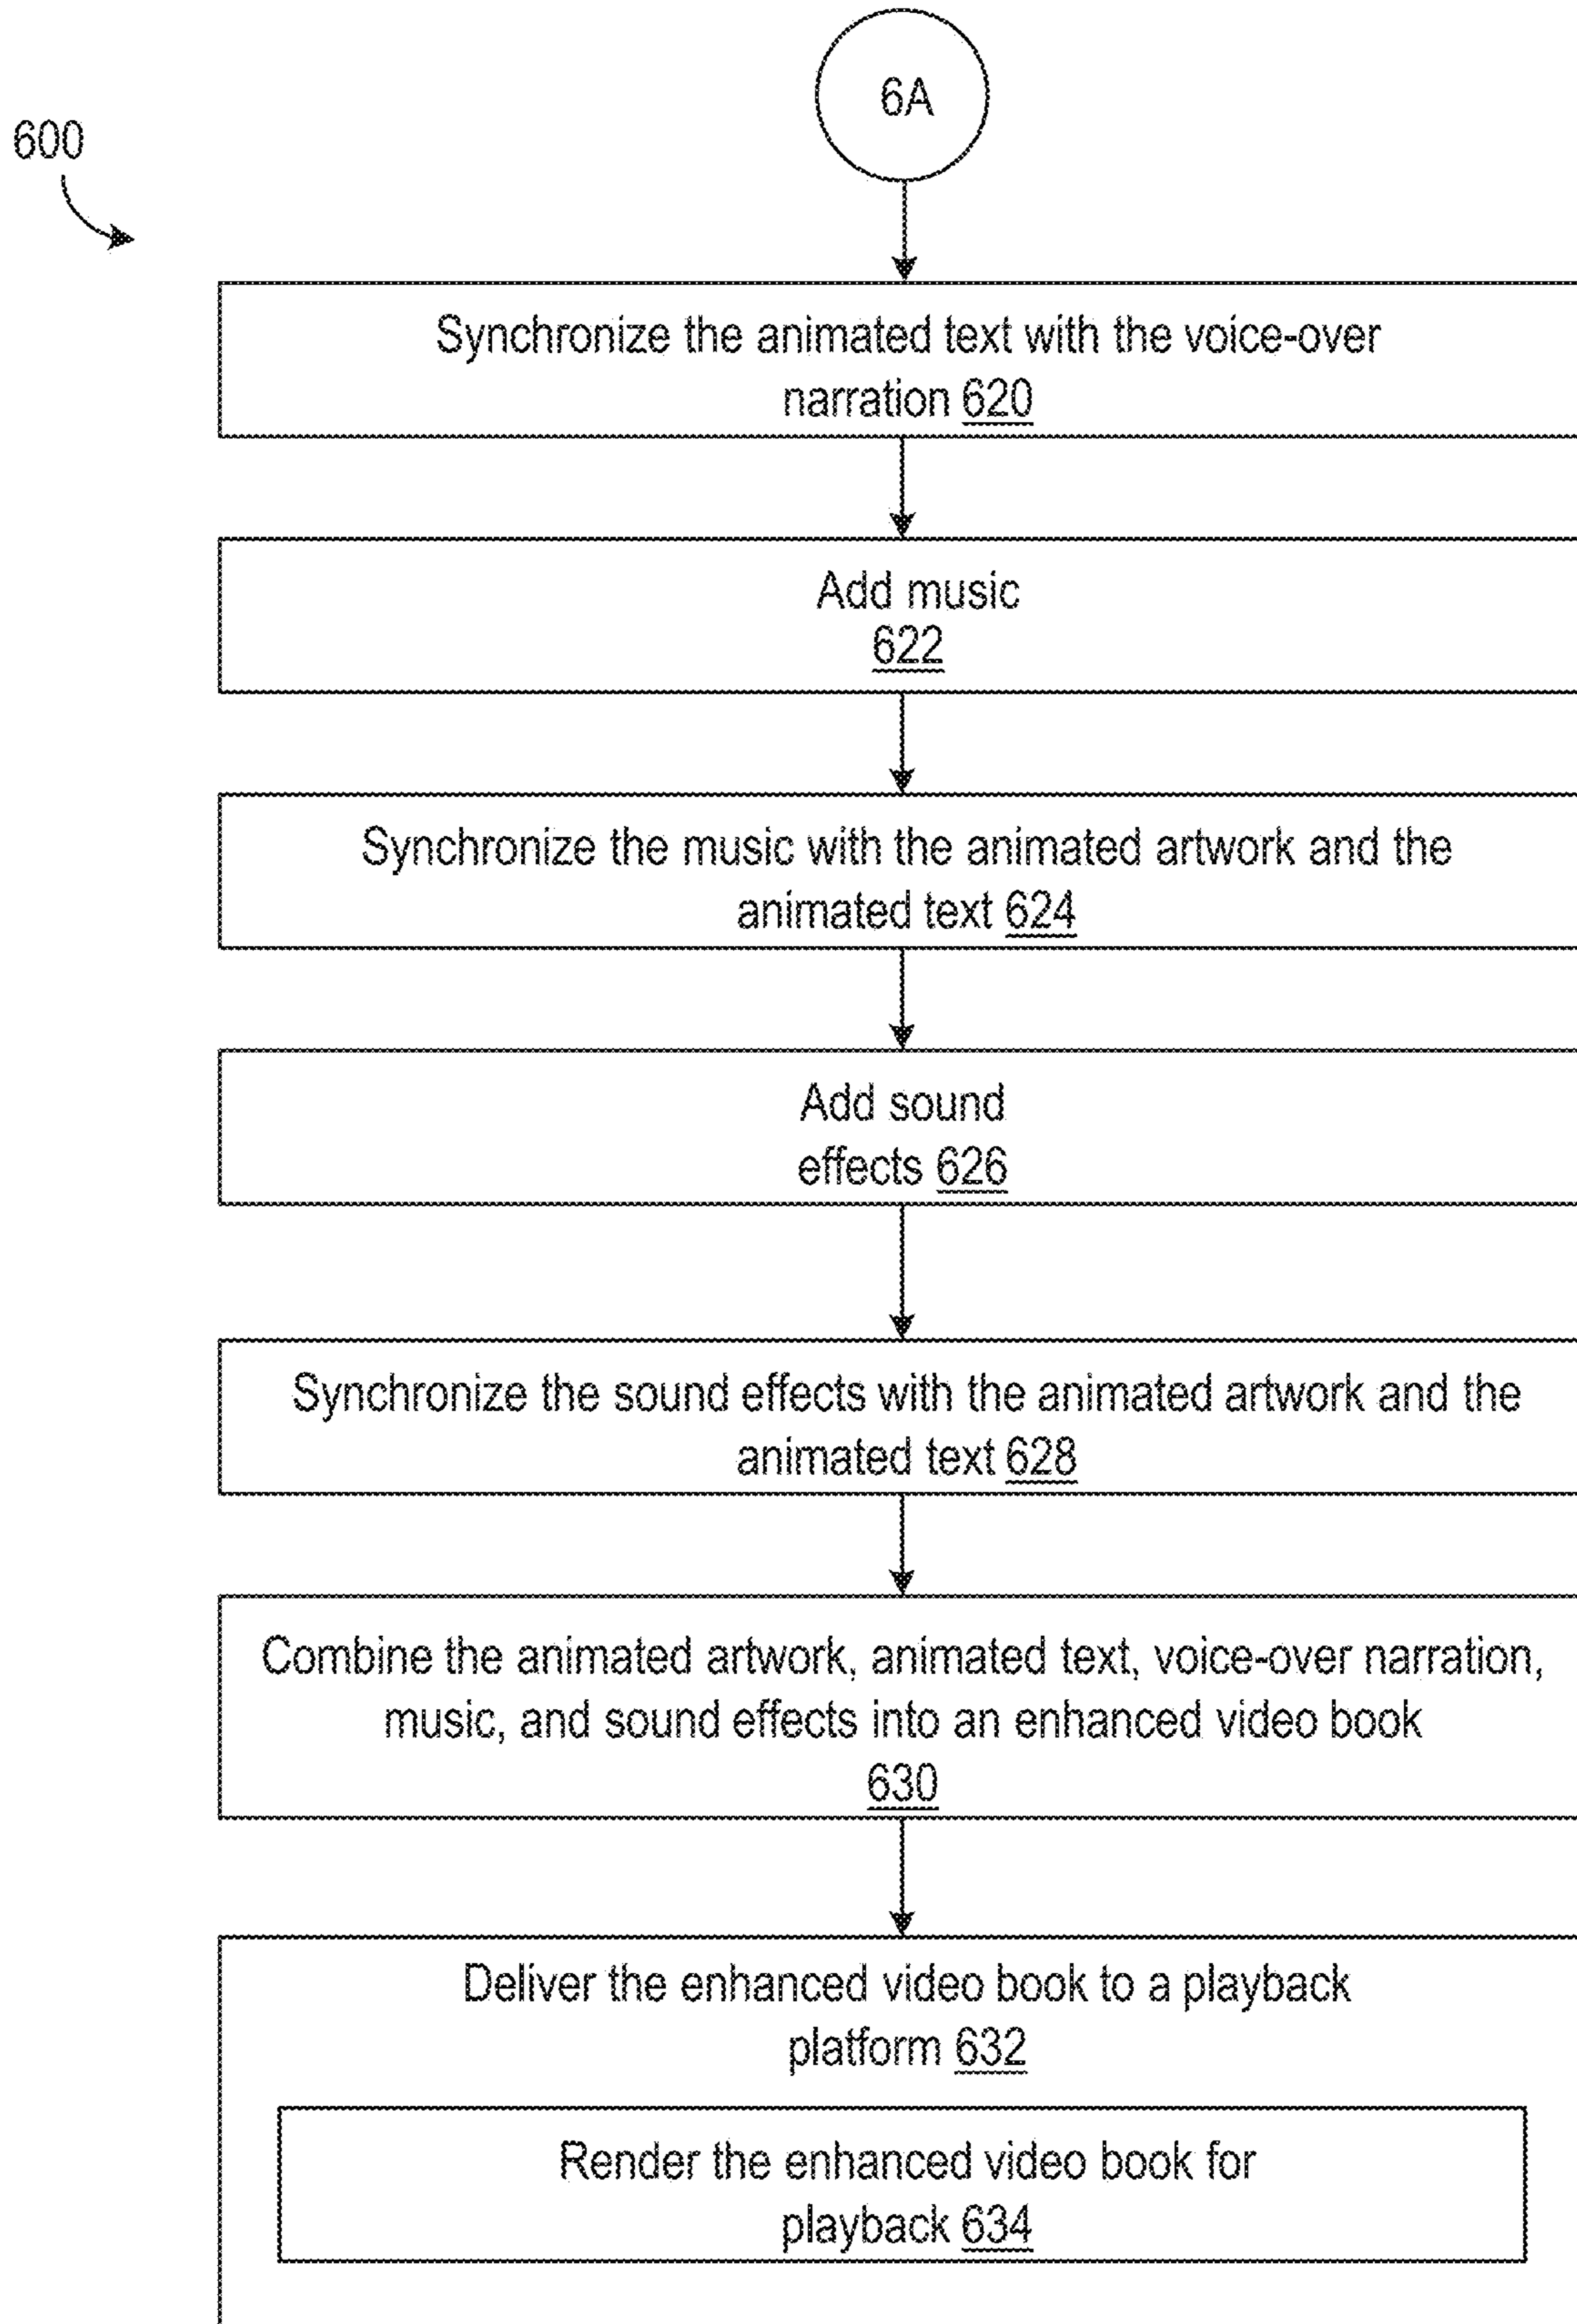 6A
600
Synchronize the animated text with the voice-over
narration 620
Add music
622
Synchronize the music with the animated artwork and the
animated text 624
Add sound
effects 626
Synchronize the sound effects with the animated artwork and the
animated text 628
Combine the animated artwork, animated text, voice-over narration,
music, and sound effects into an enhanced video book
630
Deliver the enhanced video book to a playback
platform 632
Render the enhanced video book for
playback 634